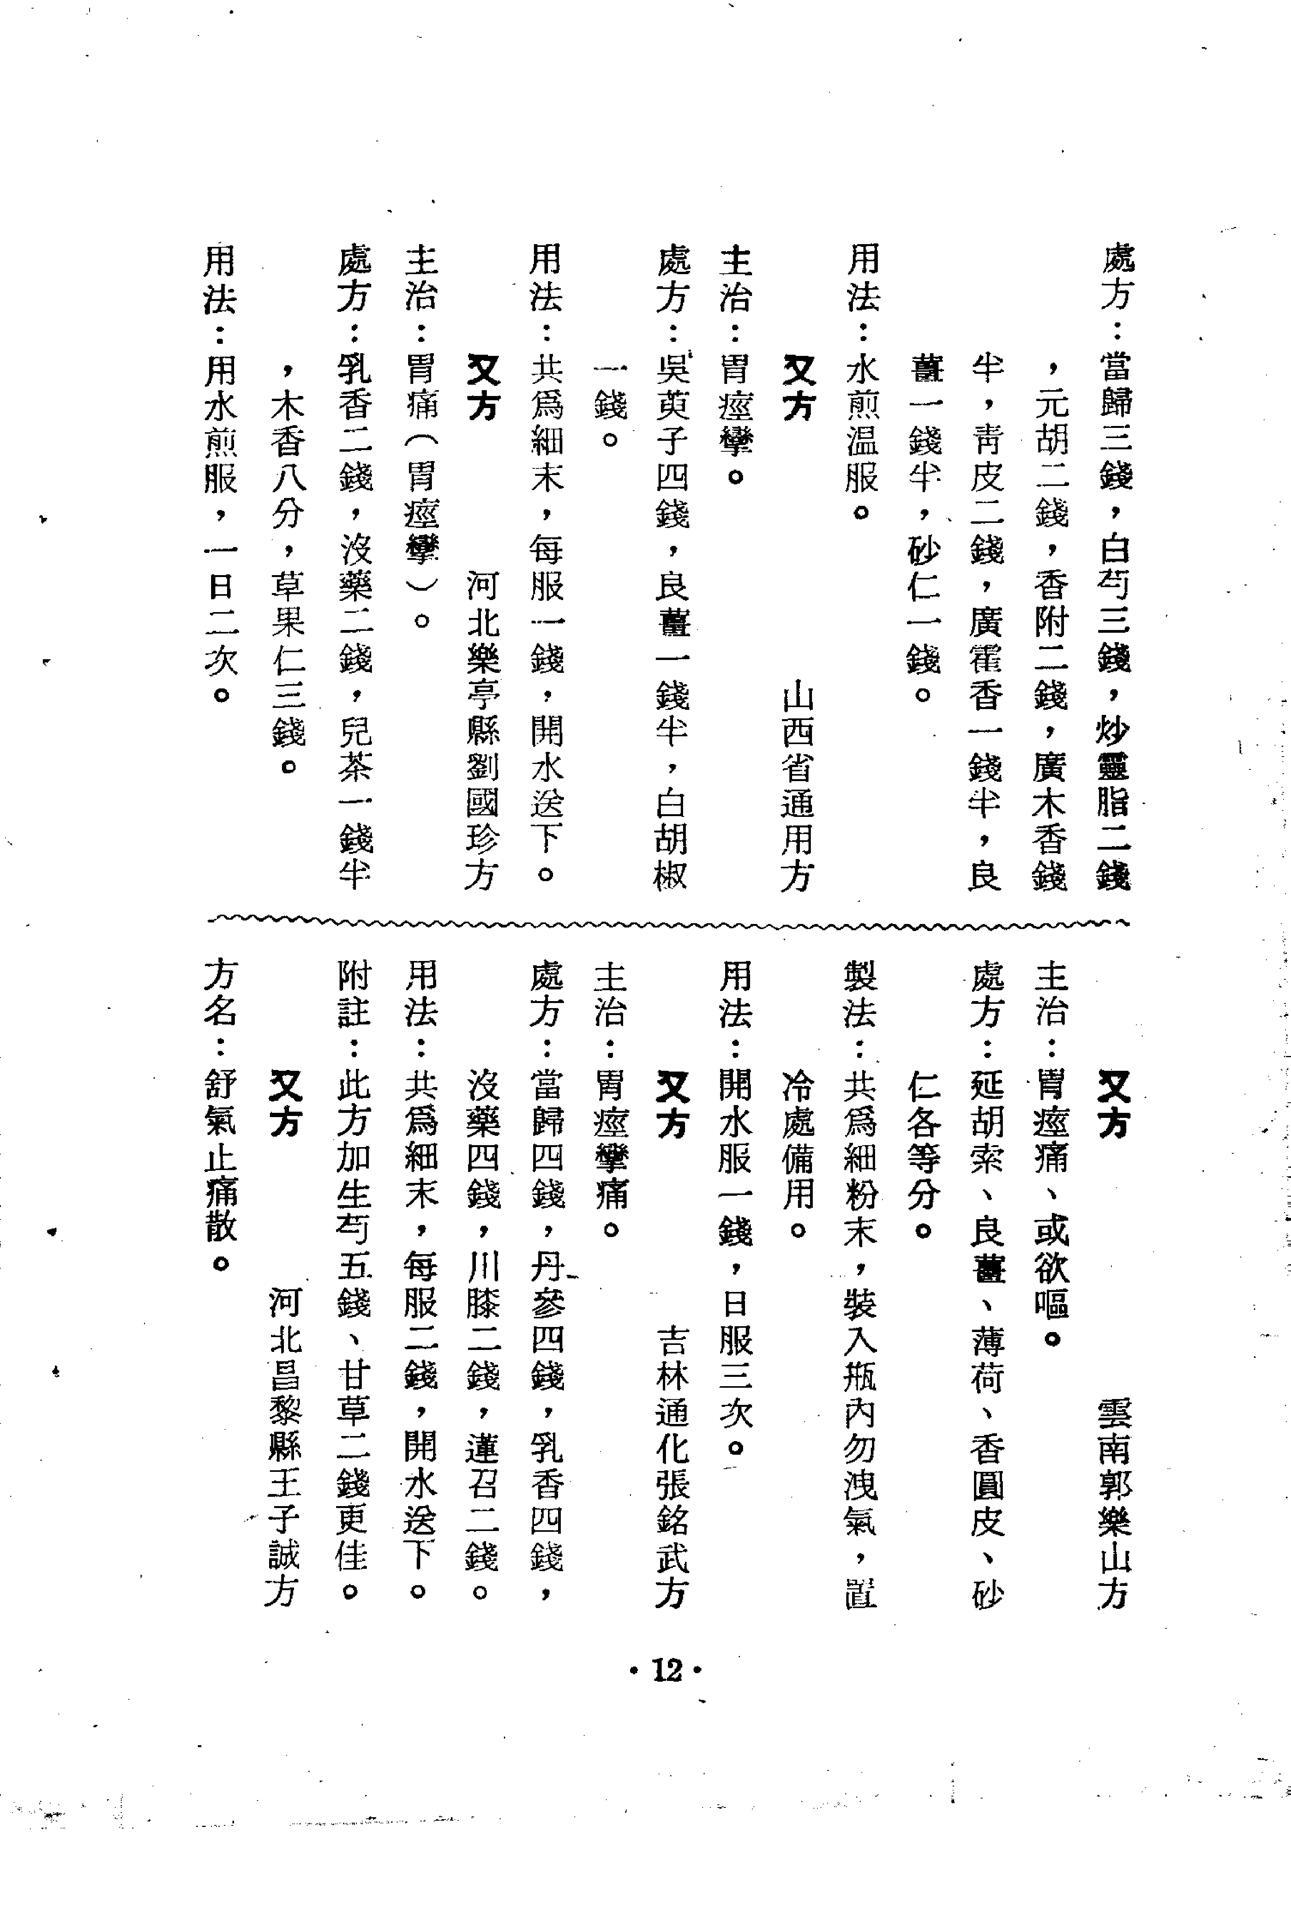 處方：當歸三錢，白芍三錢，炒靈脂二錢
，元胡二錢，香附二錢，廣木香錢
半，靑皮二錢，廣霍香一錢半，良
薑一錢半，砂仁一錢。
用法：水煎温服。
又方　山西省通用方
主治：胃痙攣。
處方：吳萸子四錢，良薑一錢半，白胡椒
一錢。
用法：共爲細末，每服一錢，開水送下。
又方　河北樂亭縣劉國珍方
主治：胃痛（胃痙攣）。
處方：乳香二錢，沒藥二錢，兒茶一錢半
，木香八分，草果仁三錢。
用法：用水煎服，一日二次。
又方　雲南郭樂山方
主治：胃痙痛、或欲嘔。
處方：延胡索、良薑、薄荷、香圓皮、砂
仁各等分。
製法：共爲細粉末，裝入瓶內勿洩氣，置
冷處備用。
用法：開水服一錢，日服三次。
又方　吉林通化張銘武方
主治：胃痙攣痛。
處方：當歸四錢，丹參四錢，乳香四錢，
沒藥四錢，川膝二錢，蓮召二錢。
用法：共爲細末，每服二錢，開水送下。
附註：此方加生芍五錢、甘草二錢更佳。
又方　河北昌黎縣王子誠方
方名：舒氣止痛散。
·12·